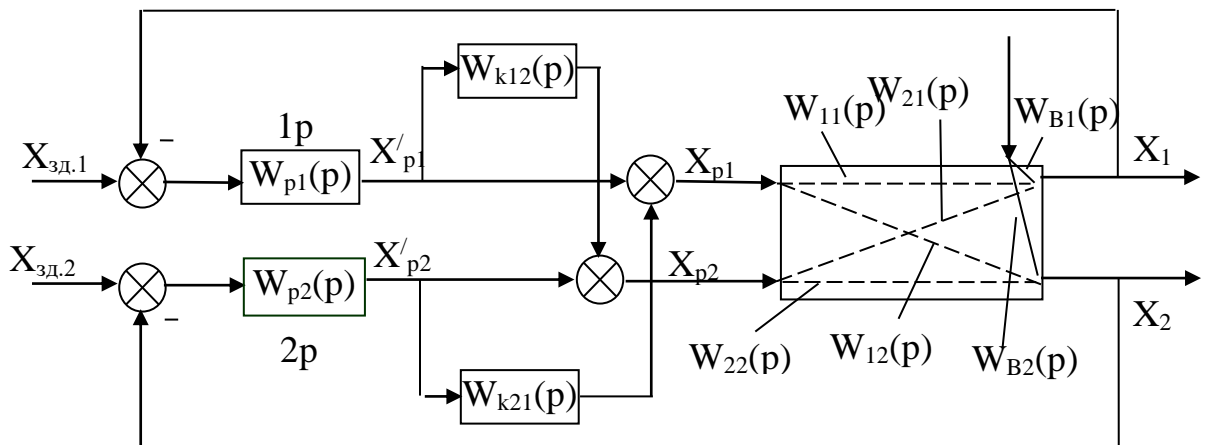 W_k12(p)
W_11(p)
W_21(p)
W_B1(p)
X_зд.1
–
1р
W_p1(p)
X′_p1
X_p1
X_1
X_зд.2
–
W_p2(p)
2р
X′_p2
X_p2
X_2
W_22(p)
W_12(p)
W_B2(p)
W_k21(p)